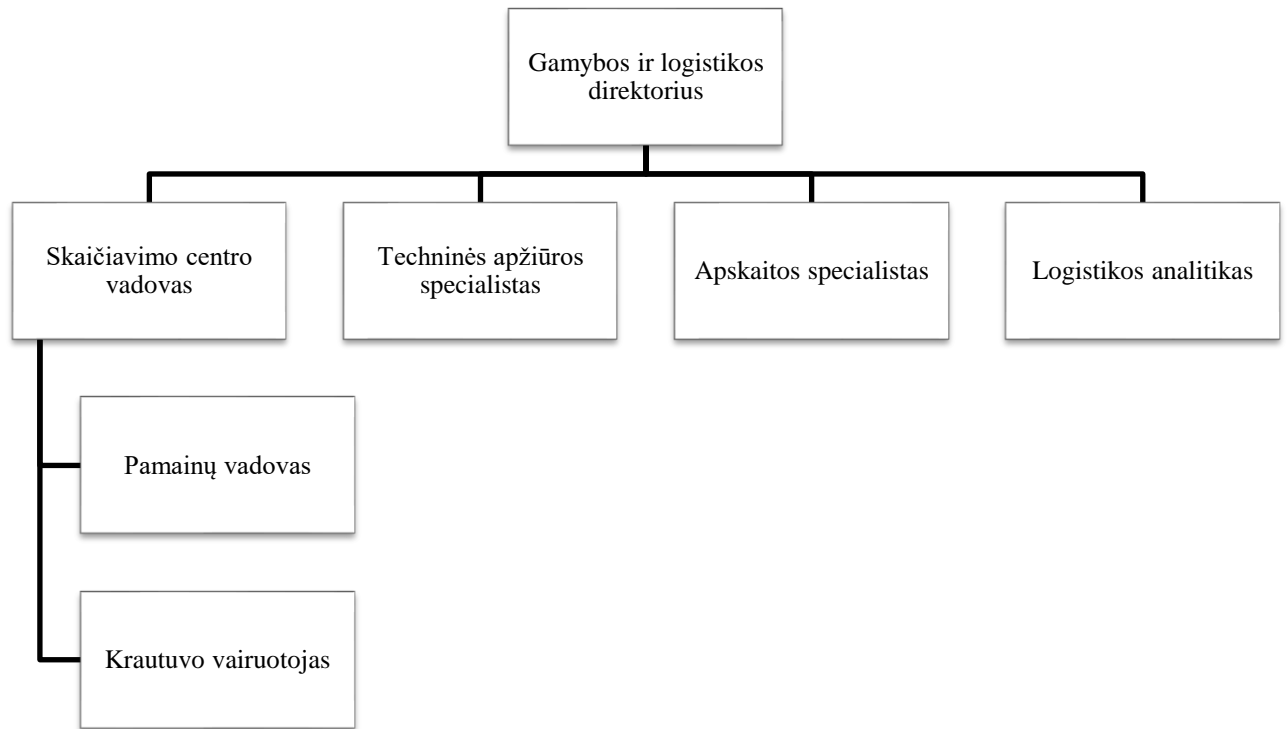 Gamybos ir logistikos
direktorius
Skaičiavimo centro
vadovas
Techninės apžiūros
specialistas
Apskaitos specialistas
Logistikos analitikas
Pamainų vadovas
Krautuvo vairuotojas